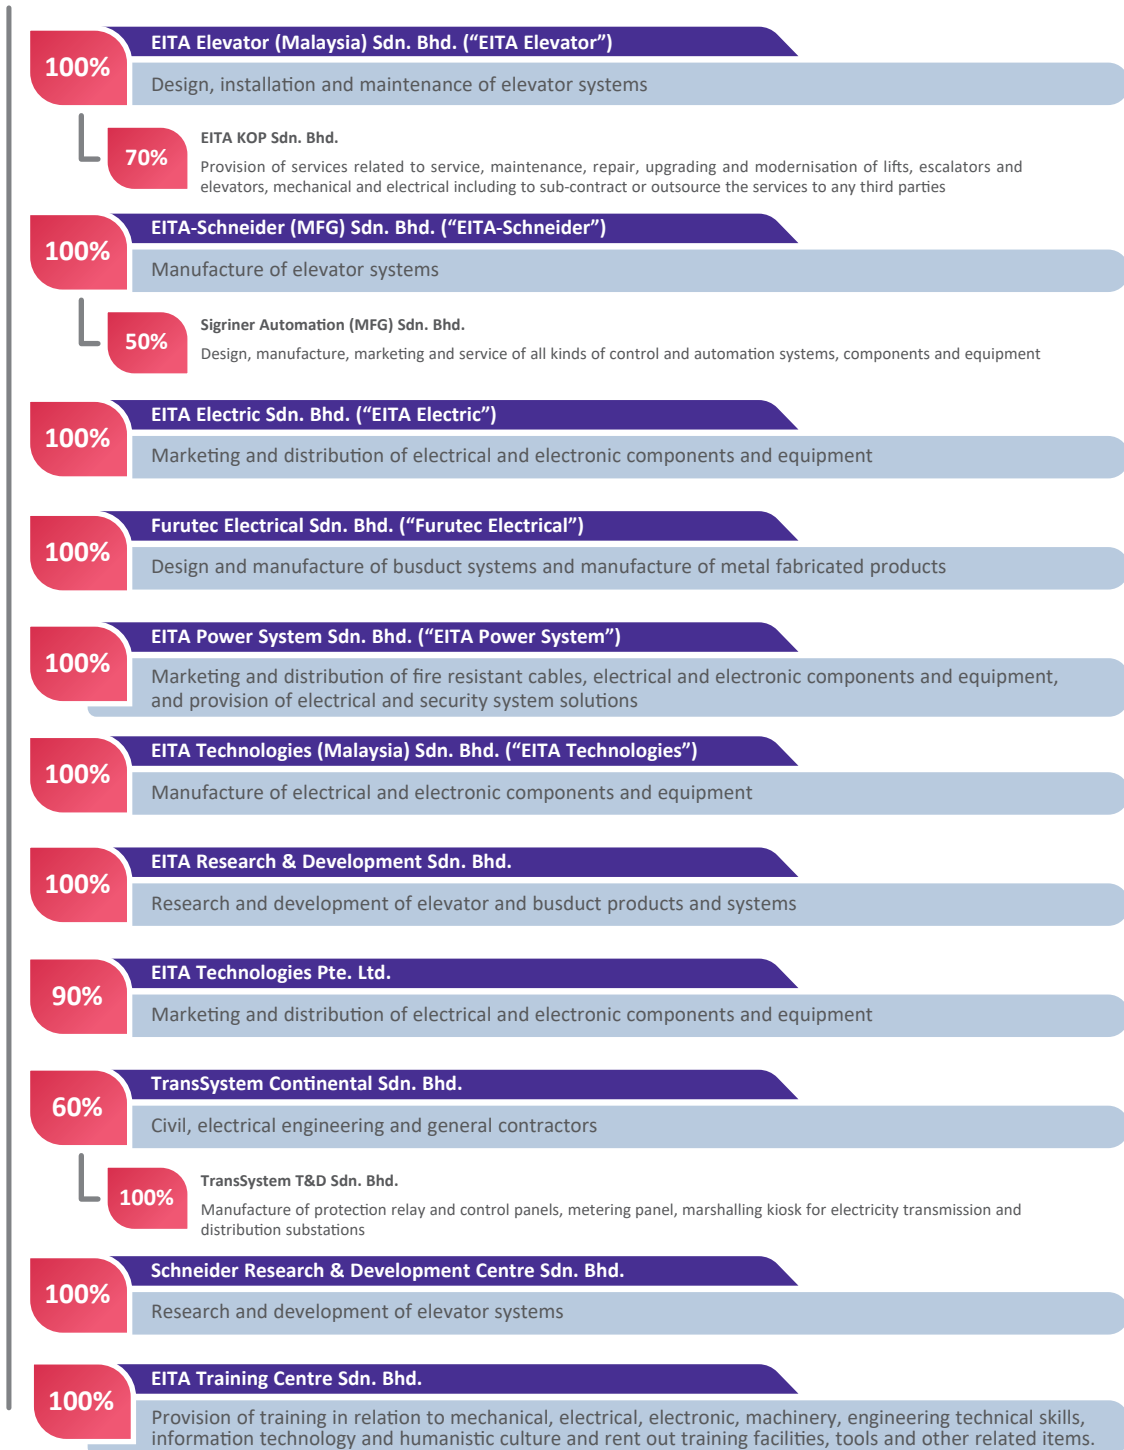 EITA Elevator (Malaysia) Sdn. Bhd. (“EITA Elevator”)
100%
Design, installation and maintenance of elevator systems
EITA KOP Sdn. Bhd.
70%
Provision of services related to service, maintenance, repair, upgrading and modernisation of lifts, escalators and
elevators, mechanical and electrical including to sub-contract or outsource the services to any third parties
EITA-Schneider (MFG) Sdn. Bhd. (“EITA-Schneider”)
100%
Manufacture of elevator systems
Sigriner Automation (MFG) Sdn. Bhd.
50%
Design, manufacture, marketing and service of all kinds of control and automation systems, components and equipment
EITA Electric Sdn. Bhd. (“EITA Electric”)
100%
Marketing and distribution of electrical and electronic components and equipment
Furutec Electrical Sdn. Bhd. (“Furutec Electrical”)
100%
Design and manufacture of busduct systems and manufacture of metal fabricated products
EITA Power System Sdn. Bhd. (“EITA Power System”)
100%
Marketing and distribution of fire resistant cables, electrical and electronic components and equipment,
and provision of electrical and security system solutions
EITA Technologies (Malaysia) Sdn. Bhd. (“EITA Technologies”)
100%
Manufacture of electrical and electronic components and equipment
EITA Research & Development Sdn. Bhd.
100%
Research and development of elevator and busduct products and systems
EITA Technologies Pte. Ltd.
90%
Marketing and distribution of electrical and electronic components and equipment
TransSystem Continental Sdn. Bhd.
60%
Civil, electrical engineering and general contractors
TransSystem T&D Sdn. Bhd.
100%
Manufacture of protection relay and control panels, metering panel, marshalling kiosk for electricity transmission and
distribution substations
Schneider Research & Development Centre Sdn. Bhd.
100%
Research and development of elevator systems
EITA Training Centre Sdn. Bhd.
100%
Provision of training in relation to mechanical, electrical, electronic, machinery, engineering technical skills,
information technology and humanistic culture and rent out training facilities, tools and other related items.